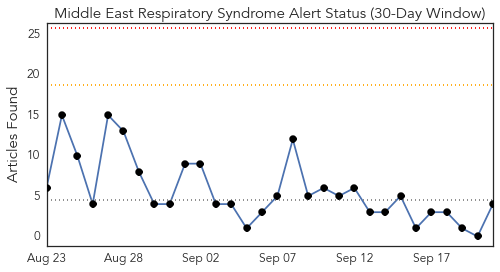 Middle East Respiratory Syndrome Alert Status (30-Day Window)
Articles Found
25
20
15
10
5
0
Aug 23 Aug 28 Sep 02 Sep 07 Sep 12 Sep 17